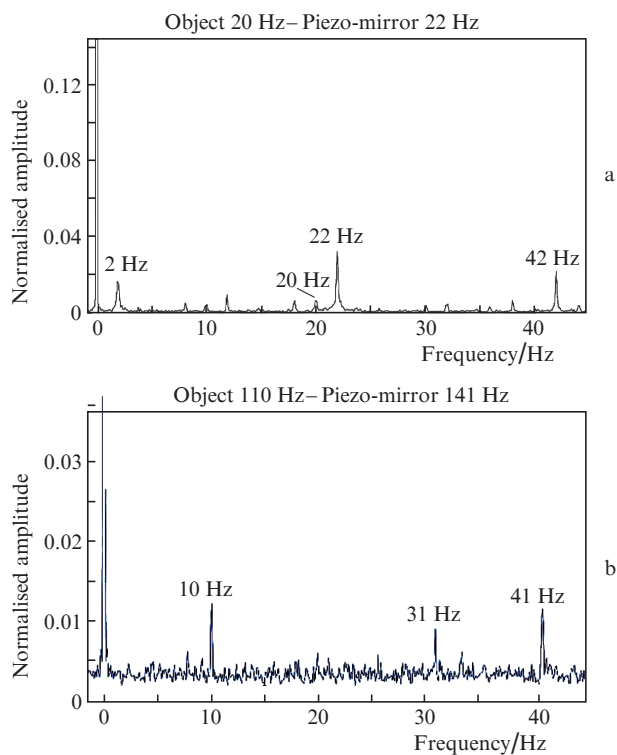 Object 20 Hz – Piezo-mirror 22 Hz
Normalised amplitude
0.12
0.08
0.04
0
2 Hz
20 Hz
22 Hz
42 Hz
a
0 10 20 30 40
Frequency/Hz
Object 110 Hz – Piezo-mirror 141 Hz
Normalised amplitude
0.03
0.02
0.01
0
10 Hz
31 Hz
41 Hz
b
0 10 20 30 40
Frequency/Hz